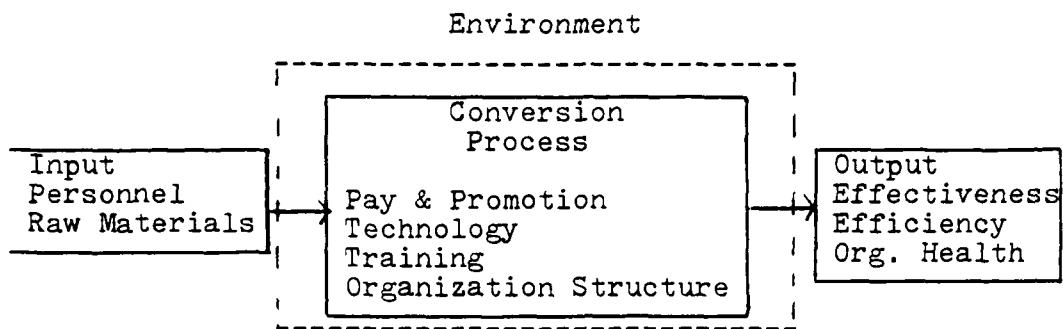 Environment
Conversion
Process
Input
Personnel
Raw Materials
Pay & Promotion
Technology
Training
Organization Structure
Output
Effectiveness
Efficiency
Org. Health